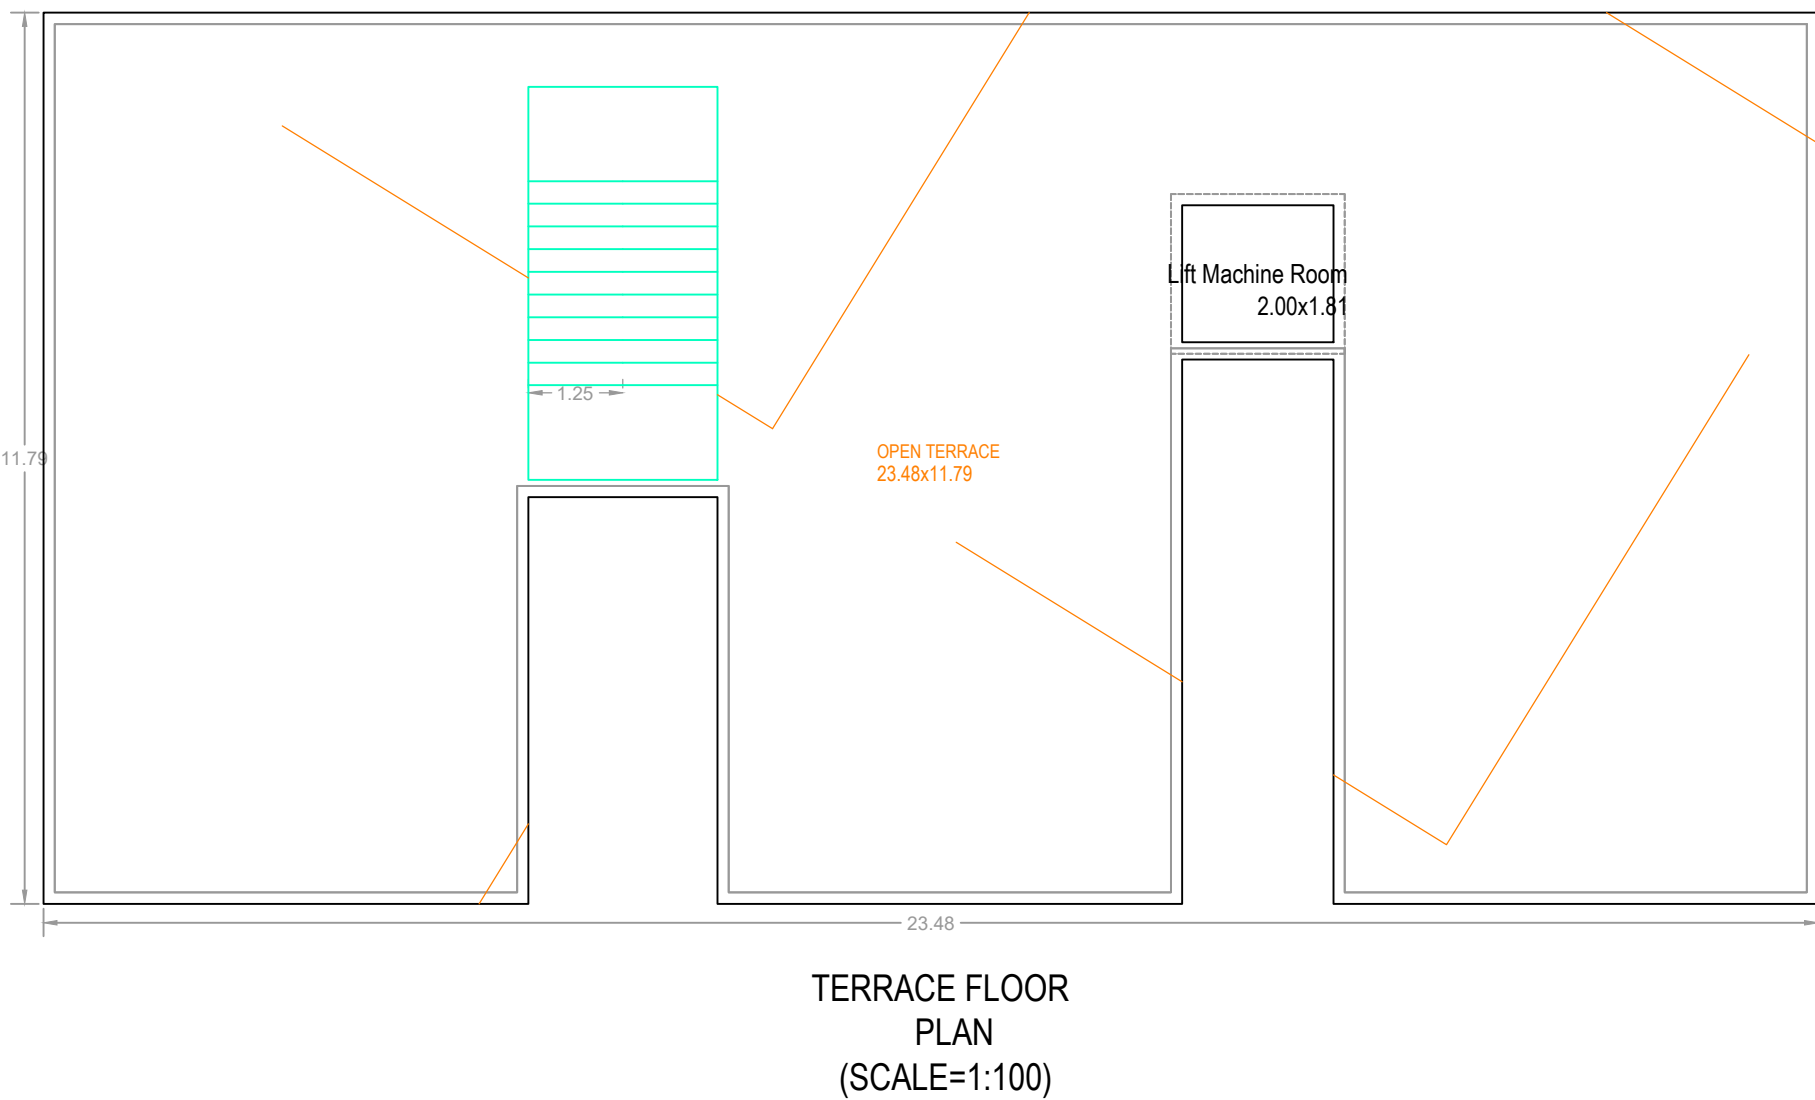 Lift Machine Room
2.00x1.81
1.25
OPEN TERRACE
23.48x11.79
11.79
23.48
TERRACE FLOOR
PLAN
(SCALE=1:100)